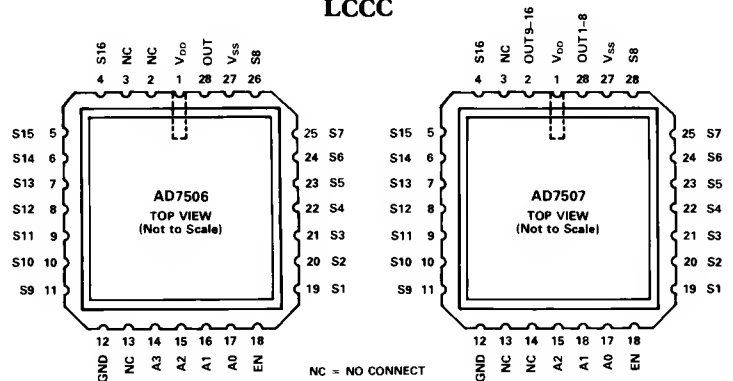 LCCC
S16 NC NC VDD OUT VSS S8
4 3 2 1 28 27 26
S15 5
S14 6
S13 7
S12 8
S11 9
S10 10
S9 11
AD7506
TOP VIEW
(Not to Scale)
25 S7
24 S6
23 S5
22 S4
21 S3
20 S2
19 S1
12 13 14 15 16 17 18
GND NC A3 A2 A1 A0 EN
S16 NC OUT 9–16 VDD OUT 1–8 VSS S8
4 3 2 1 28 27 28
S15 5
S14 6
S13 7
S12 8
S11 9
S10 10
S9 11
AD7507
TOP VIEW
(Not to Scale)
25 S7
24 S6
23 S5
22 S4
21 S3
20 S2
19 S1
12 13 14 15 18 17 18
GND NC NC A2 A1 A0 EN
NC = NO CONNECT